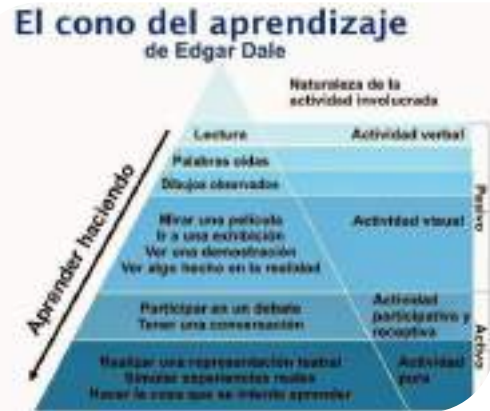 El cono del aprendizaje
de Edgar Dale
Naturaleza de la
actividad involucrada
Lectura
Actividad verbal
Palabras oídas
Dibujos observados
Mirar una película
Ir a una exhibición
Ver una demostración
Ver algo hecho en la realidad
Actividad visual
Pasivo
Aprender haciendo
Participar en un debate
Tener una conversación
Actividad
participativa y
receptiva
Realizar una representación teatral
Simular experiencias reales
Hacer la cosa que se intenta aprender
Actividad
pura
Activo